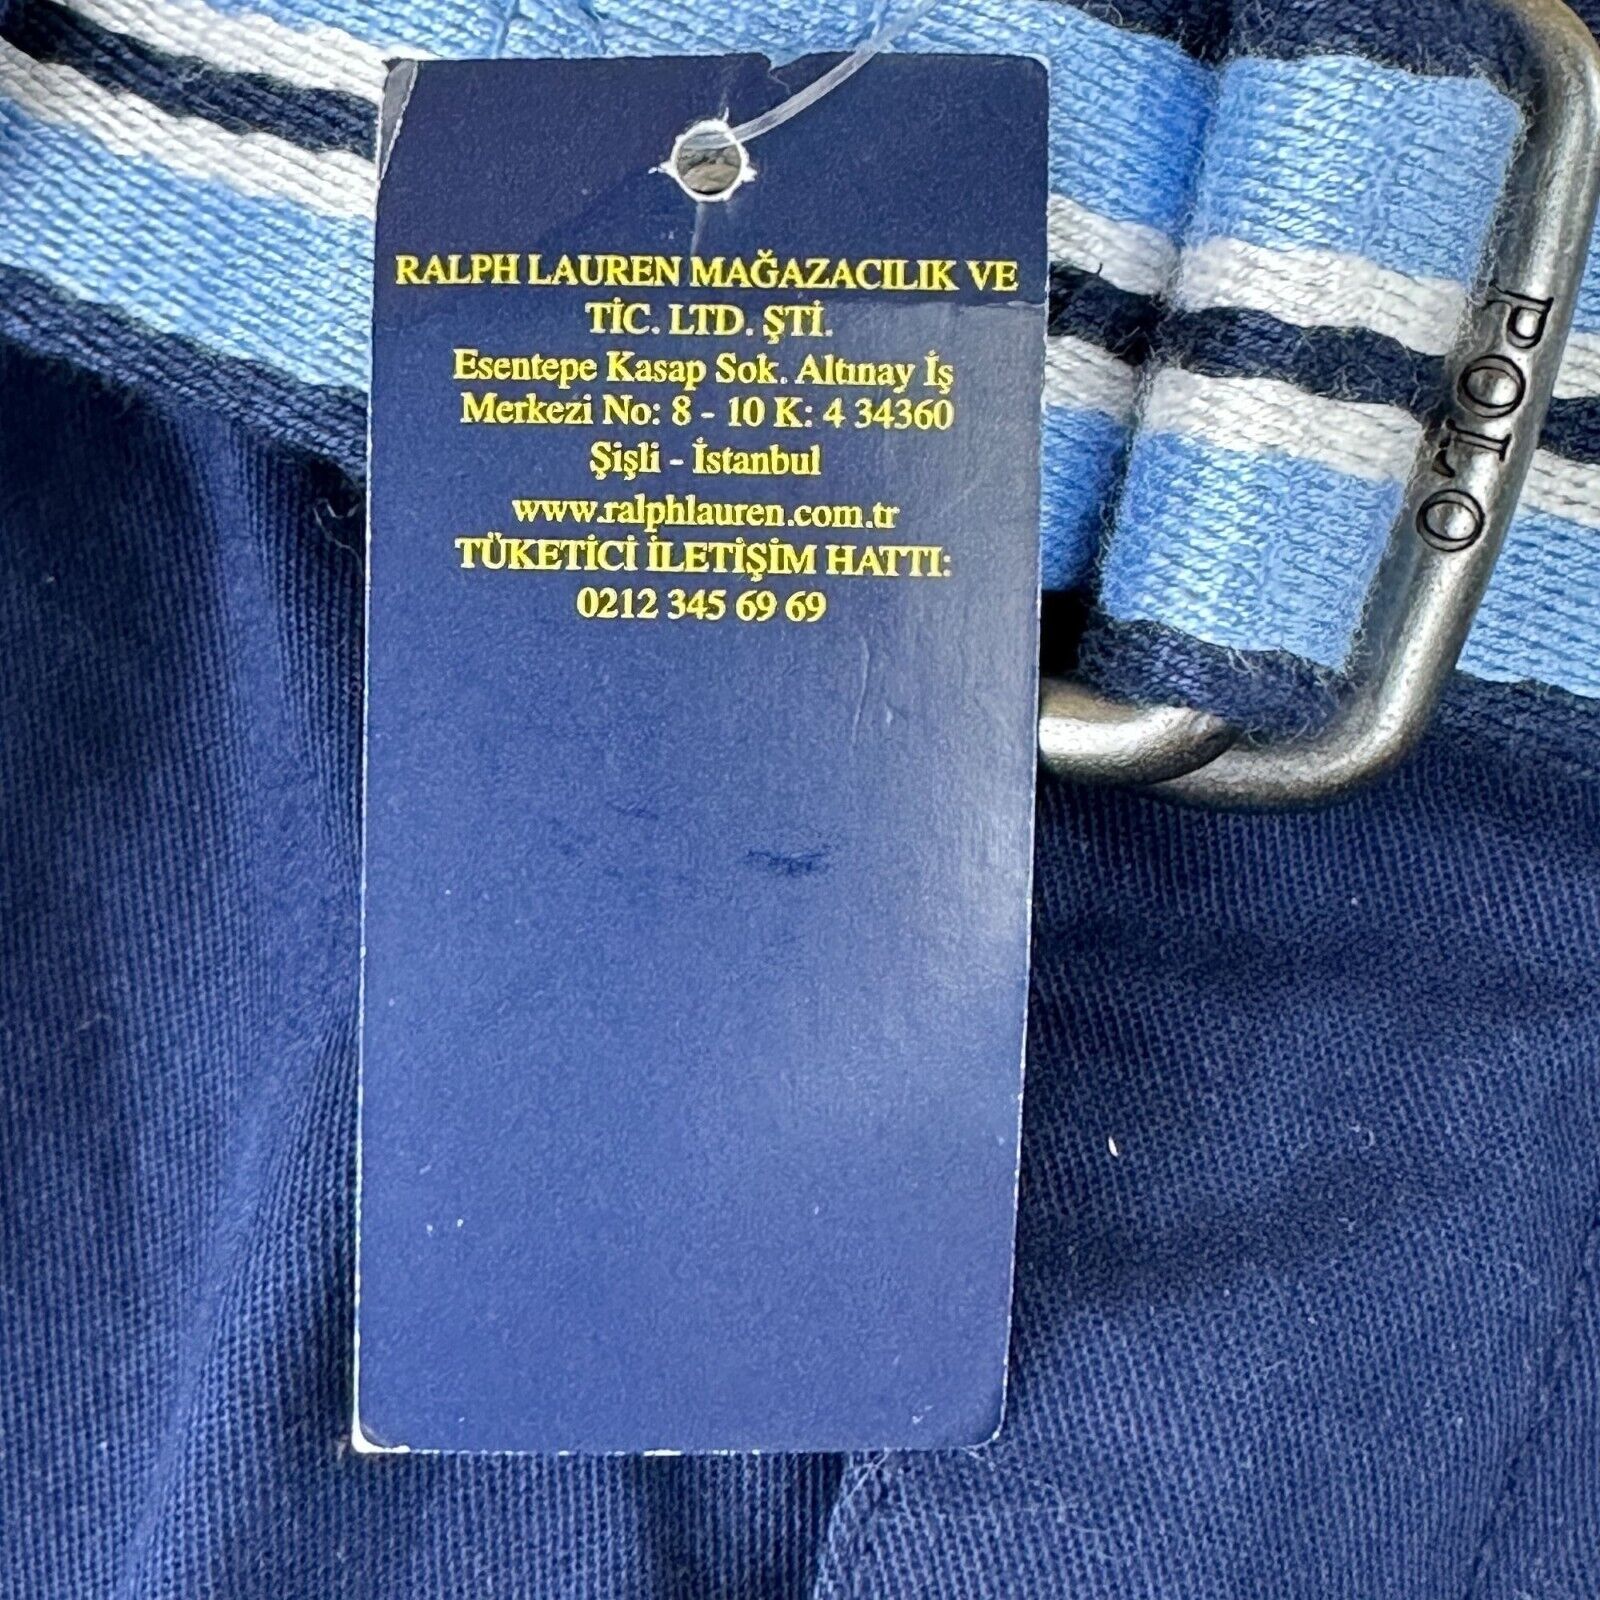 RALPH LAUREN MAĞAZACILIK VE
TİC. LTD. ŞTİ.
Esentepe Kasap Sok. Altınay İş
Merkezi No: 8 - 10 K: 4 34360
Şişli - İstanbul
www.ralphlauren.com.tr
TÜKETİCİ İLETİŞİM HATTI:
0212 345 69 69
POLO